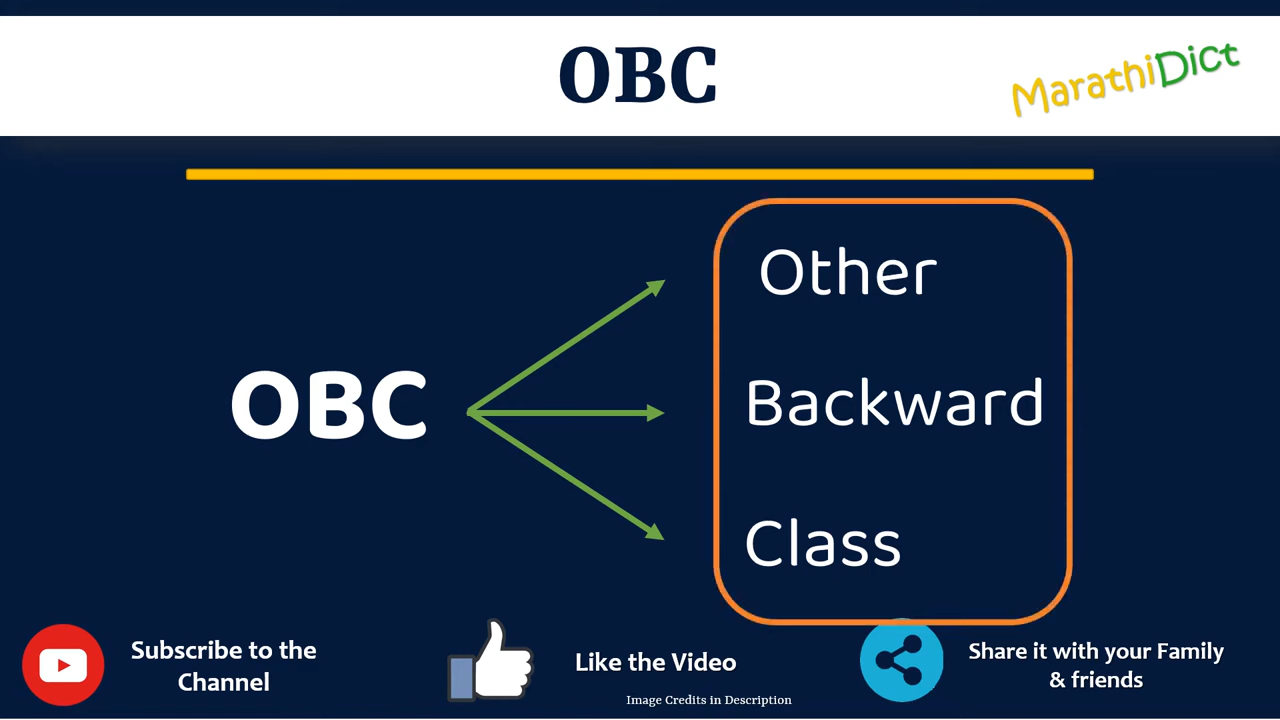 OBC
MarathiDict
OBC
Other
Backward
Class
Subscribe to the
Channel
Like the Video
Image Credits in Description
Share it with your Family
& friends